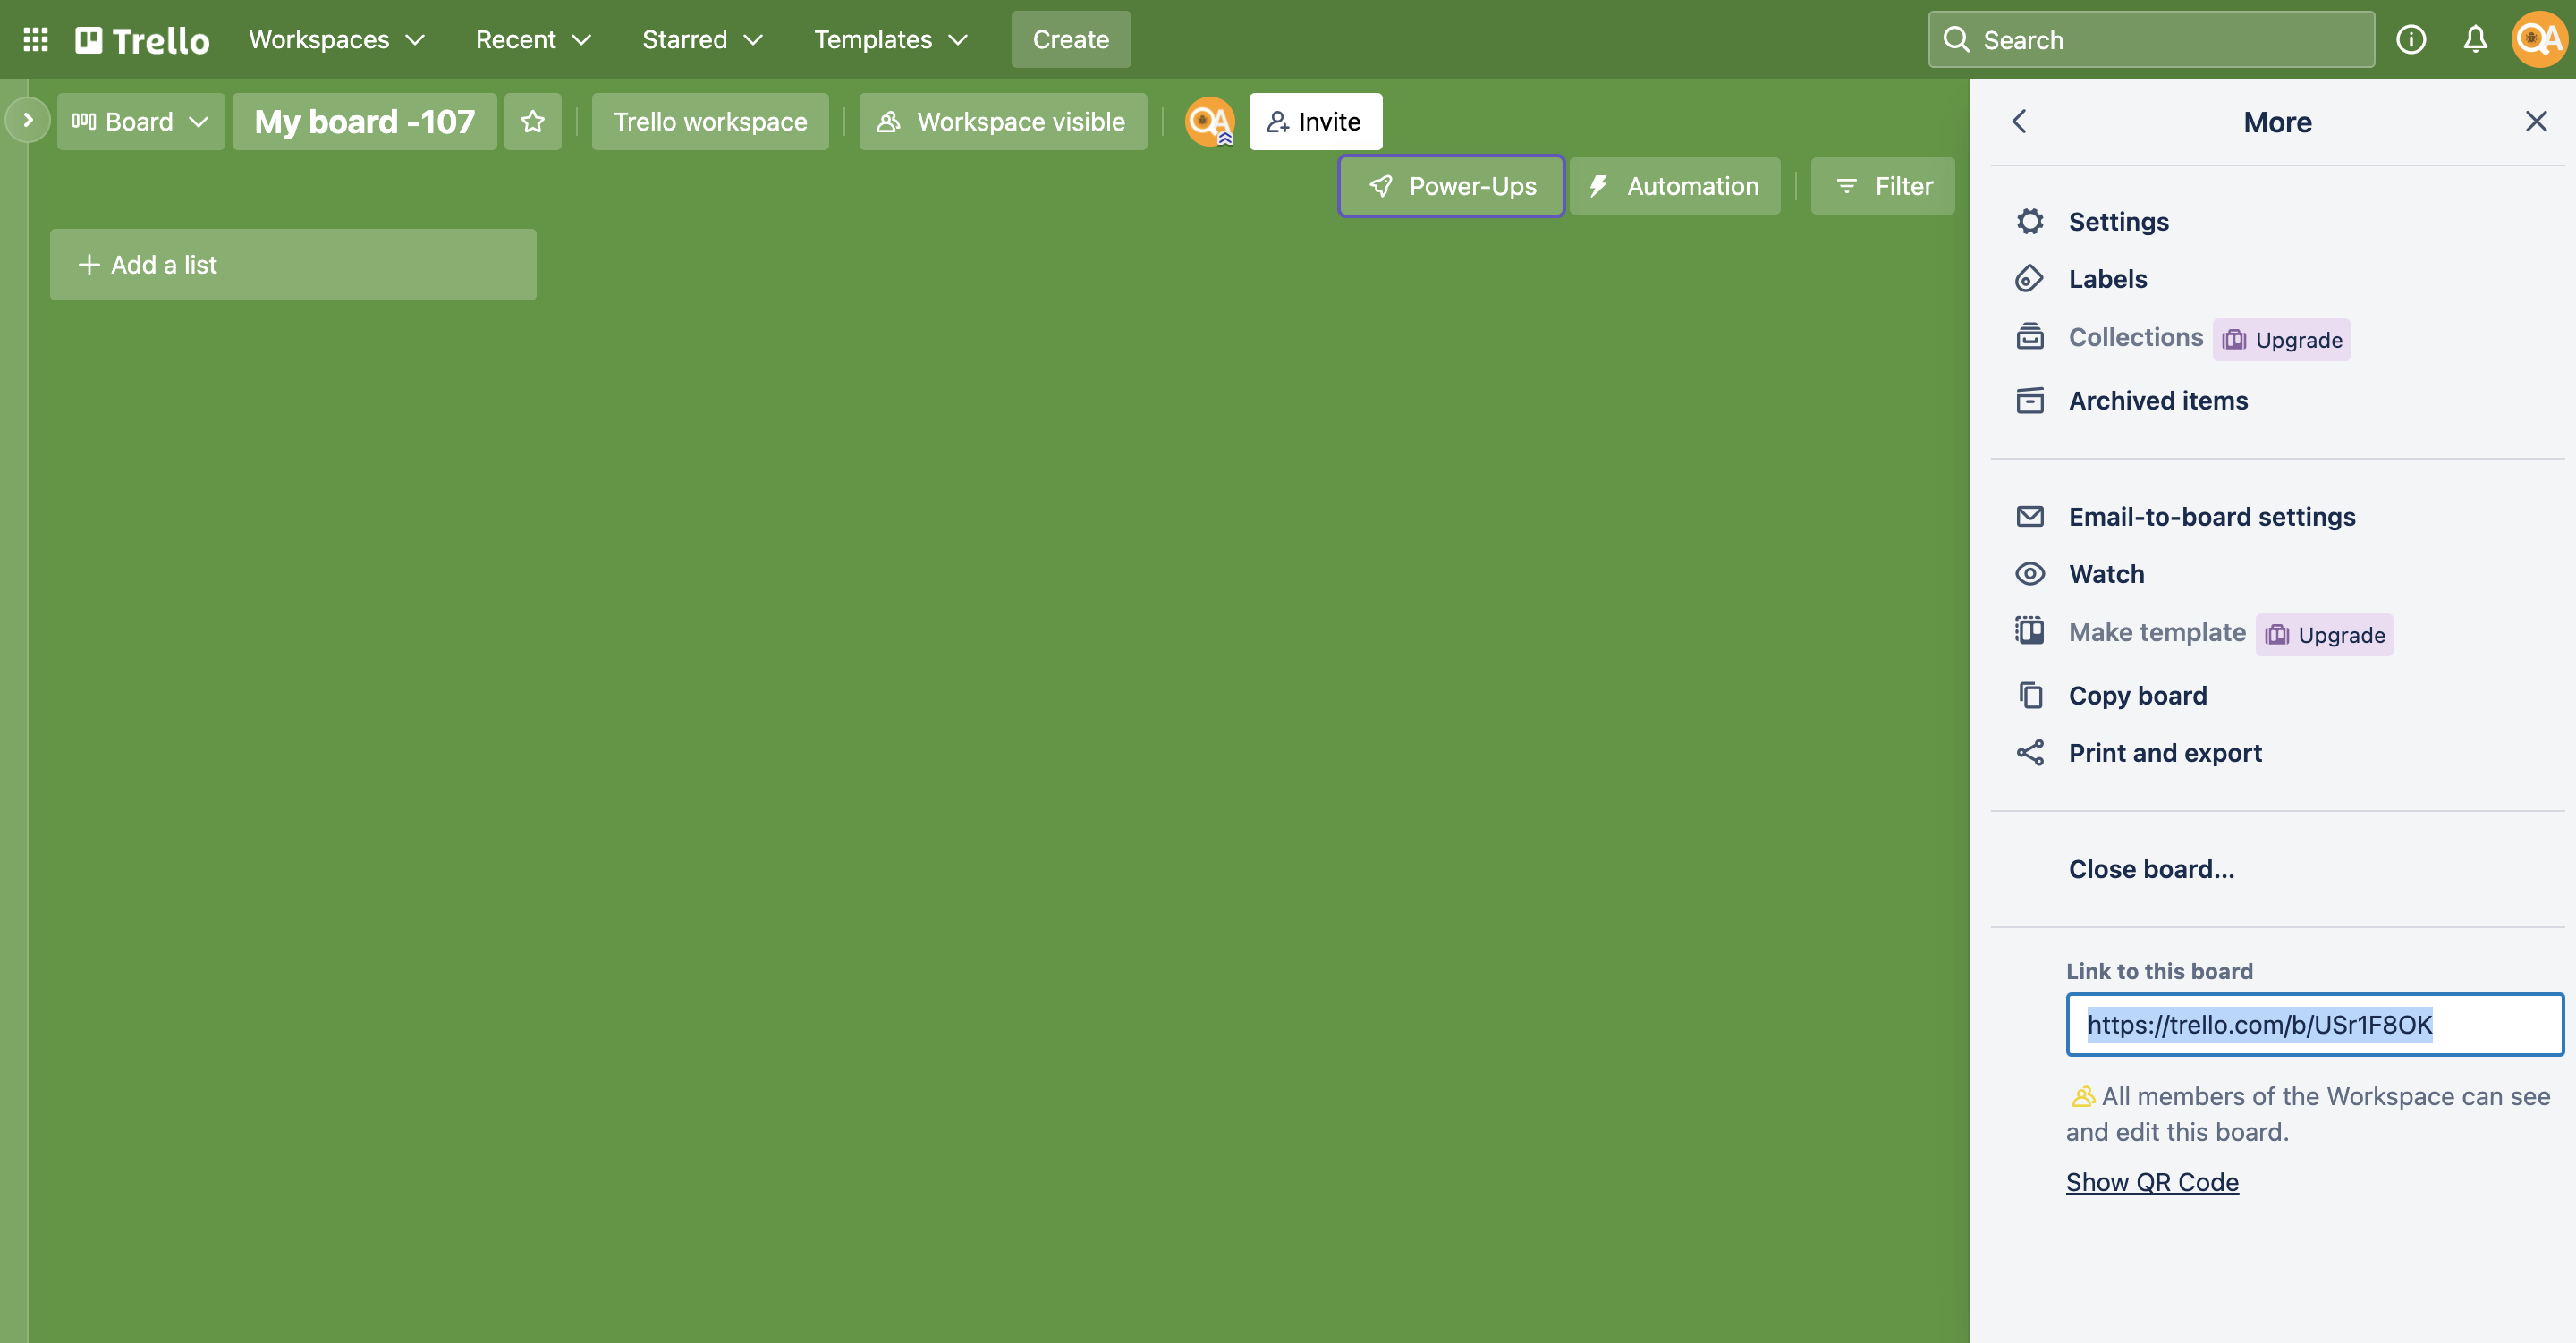 Trello Workspaces Recent Starred Templates Create Search QA
Board My board -107 Trello workspace Workspace visible QA Invite
Power-Ups Automation Filter
+ Add a list
More
Settings
Labels
Collections Upgrade
Archived items
Email-to-board settings
Watch
Make template Upgrade
Copy board
Print and export
Close board...
Link to this board
https://trello.com/b/USr1F8OK
All members of the Workspace can see
and edit this board.
Show QR Code